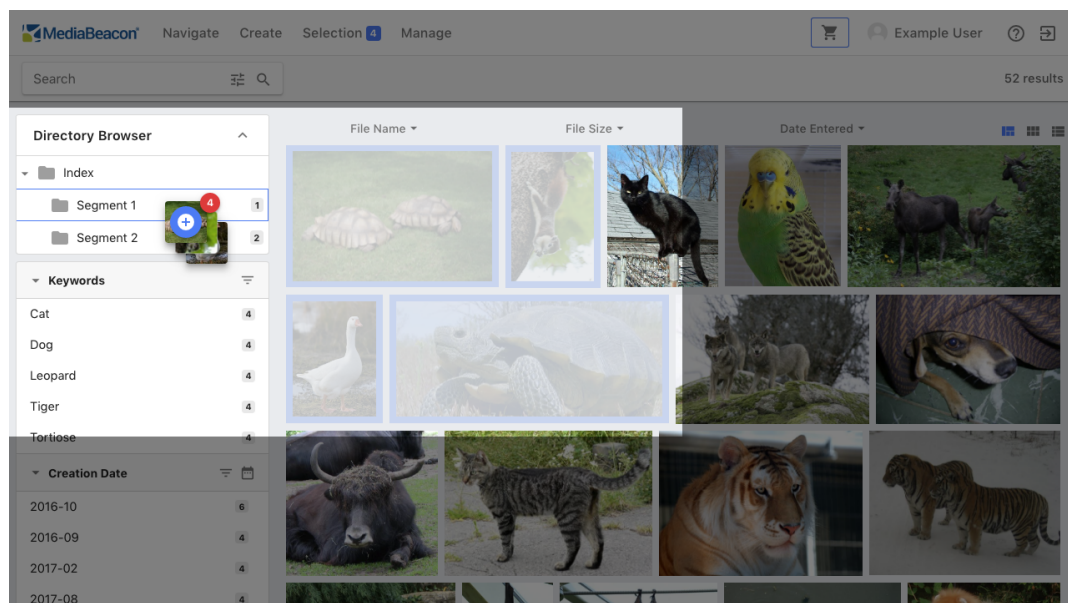 MediaBeacon® Navigate Create Selection 4 Manage Example User
Search 52 results
Directory Browser File Name File Size Date Entered
Index
Segment 1 4 1
Segment 2 2
Keywords
Cat 4
Dog 4
Leopard 4
Tiger 4
Tortiose 4
Creation Date
2016-10 6
2016-09 4
2017-02 4
2017-08 4